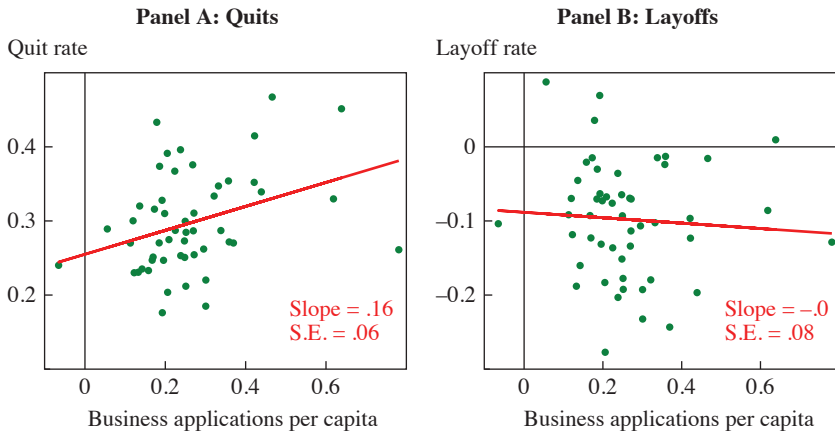 Panel A: Quits
Quit rate
0.4
0.3
0.2
Slope = .16
S.E. = .06
0
0.2
0.4
0.6
Business applications per capita
Panel B: Layoffs
Layoff rate
0
−0.1
−0.2
Slope = −.0
S.E. = .08
0
0.2
0.4
0.6
Business applications per capita